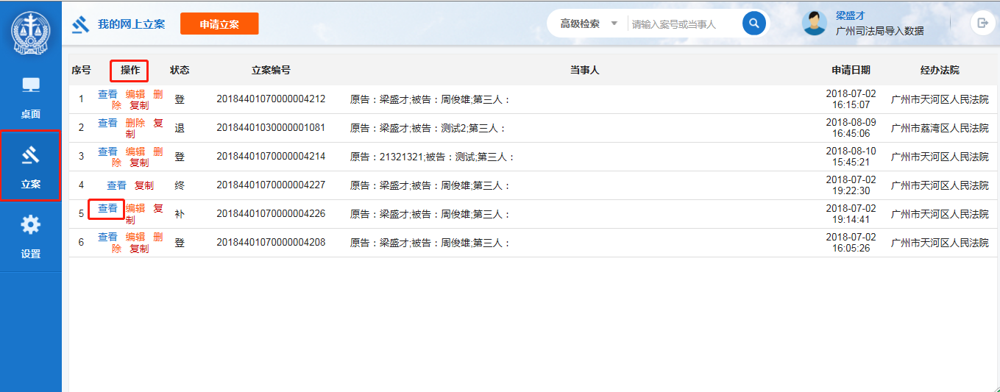 我的网上立案
申请立案
高级检索
请输入案号或当事人
梁盛才
广州司法局导入数据
桌面
立案
设置
序号 操作 状态 立案编号 当事人 申请日期 经办法院
1 查看 编辑 删除 复制 登 20184401070000004212 原告：梁盛才;被告：周俊雄;第三人： 2018-07-02 16:15:07 广州市天河区人民法院
2 查看 删除 复制 退 20184401030000001081 原告：梁盛才;被告：测试2;第三人： 2018-08-09 16:45:06 广州市荔湾区人民法院
3 查看 编辑 删除 复制 登 20184401070000004214 原告：21321321;被告：测试;第三人： 2018-08-10 15:45:21 广州市天河区人民法院
4 查看 复制 终 20184401070000004227 原告：梁盛才;被告：周俊雄;第三人： 2018-07-02 19:22:30 广州市天河区人民法院
5 查看 编辑 复制 补 20184401070000004226 原告：梁盛才;被告：周俊雄;第三人： 2018-07-02 19:14:41 广州市天河区人民法院
6 查看 编辑 删除 复制 登 20184401070000004208 原告：梁盛才;被告：周俊雄;第三人： 2018-07-02 16:05:26 广州市天河区人民法院